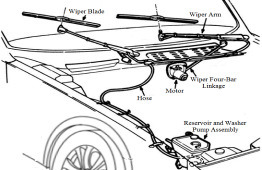 Wiper Blade
Wiper Arm
Wiper Four-Bar
Linkage
Motor
Hose
Reservoir and Washer
Pump Assembly